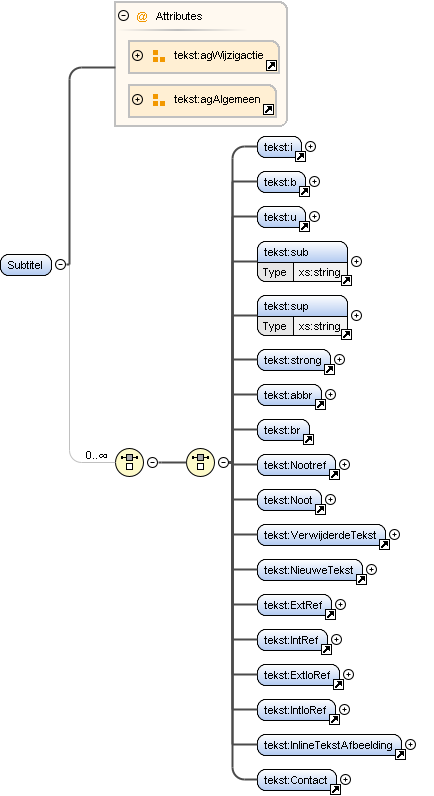 @ Attributes
tekst:agWijzigactie
tekst:agAlgemeen
tekst:i
tekst:b
tekst:u
Subtitel
tekst:sub
Type xs:string
tekst:sup
Type xs:string
tekst:strong
tekst:abbr
tekst:br
0..∞
tekst:Nootref
tekst:Noot
tekst:VerwijderdeTekst
tekst:NieuweTekst
tekst:ExtRef
tekst:IntRef
tekst:ExtIoRef
tekst:IntIoRef
tekst:InlineTekstAfbeelding
tekst:Contact